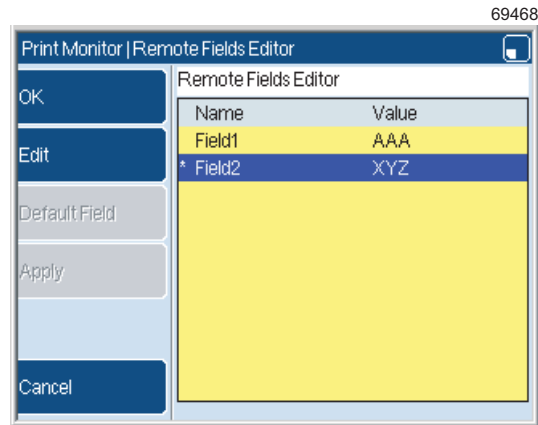 69468
Print Monitor | Remote Fields Editor
OK
Edit
Default Field
Apply
Cancel
Remote Fields Editor
Name Value
Field1 AAA
* Field2 XYZ